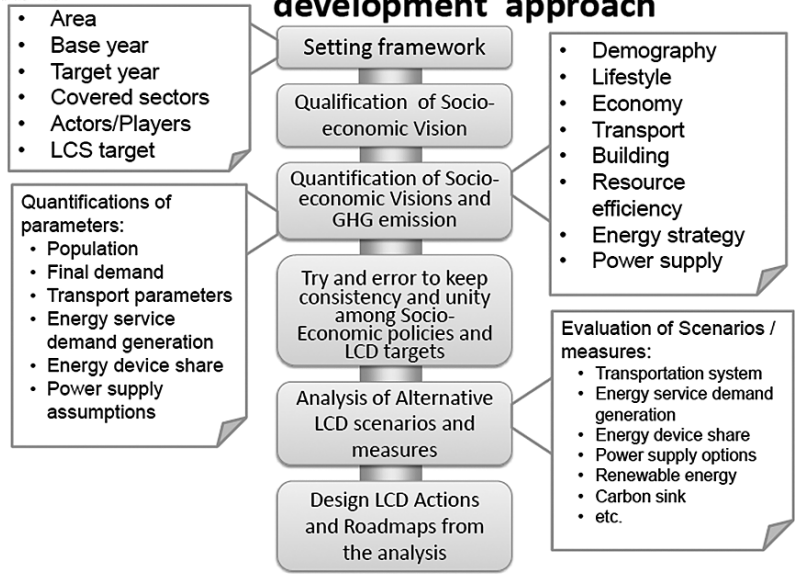 development approach
• Area
• Base year
• Target year
• Covered sectors
• Actors/Players
• LCS target
Setting framework
Qualification of Socio-
economic Vision
Quantification of Socio-
economic Visions and
GHG emission
Try and error to keep
consistency and unity
among Socio-
Economic policies and
LCD targets
Analysis of Alternative
LCD scenarios and
measures
Design LCD Actions
and Roadmaps from
the analysis
• Demography
• Lifestyle
• Economy
• Transport
• Building
• Resource
efficiency
• Energy strategy
• Power supply
Quantifications of
parameters:
• Population
• Final demand
• Transport parameters
• Energy service
demand generation
• Energy device share
• Power supply
assumptions
Evaluation of Scenarios /
measures:
• Transportation system
• Energy service demand
generation
• Energy device share
• Power supply options
• Renewable energy
• Carbon sink
• etc.